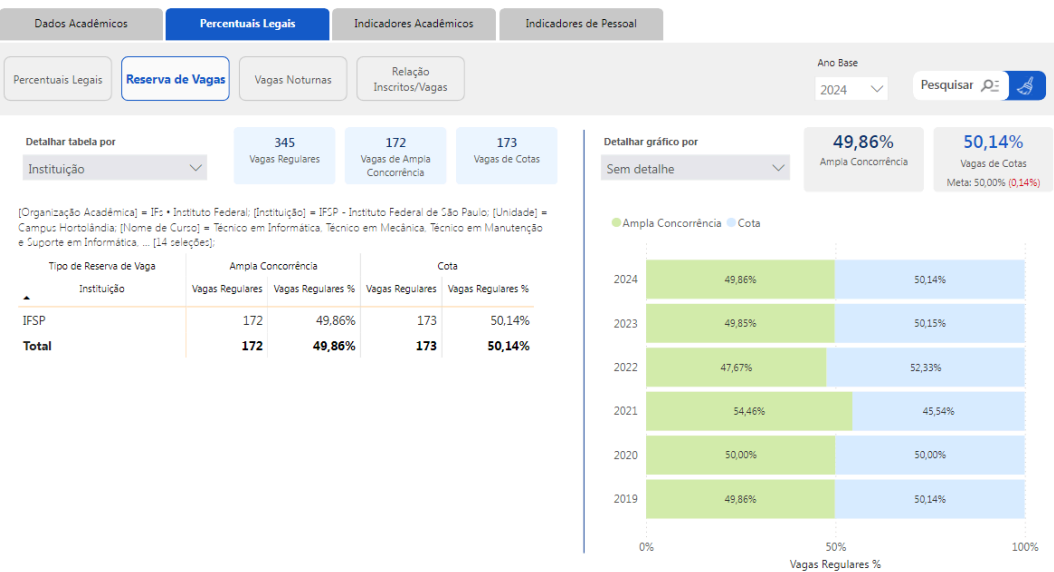 Dados Acadêmicos
Percentuais Legais
Indicadores Acadêmicos
Indicadores de Pessoal
Percentuais Legais
Reserva de Vagas
Vagas Noturnas
Relação
Inscritos/Vagas
Ano Base
2024
Pesquisar
Detalhar tabela por
Instituição
345
Vagas Regulares
172
Vagas de Ampla
Concorrência
173
Vagas de Cotas
[Organização Acadêmica] = IFs • Instituto Federal; [Instituição] = IFSP - Instituto Federal de São Paulo; [Unidade] =
Campus Hortolândia; [Nome de Curso] = Técnico em Informática, Técnico em Mecânica, Técnico em Manutenção
e Suporte em Informática, ... [14 seleções];
Tipo de Reserva de Vaga Ampla Concorrência Cota
Instituição Vagas Regulares Vagas Regulares % Vagas Regulares Vagas Regulares %
IFSP 172 49,86% 173 50,14%
Total 172 49,86% 173 50,14%
Detalhar gráfico por
Sem detalhe
49,86%
Ampla Concorrência
50,14%
Vagas de Cotas
Meta: 50,00% (0,14%)
Ampla Concorrência Cota
2024 49,86% 50,14%
2023 49,85% 50,15%
2022 47,67% 52,33%
2021 54,46% 45,54%
2020 50,00% 50,00%
2019 49,86% 50,14%
0% 50% 100%
Vagas Regulares %